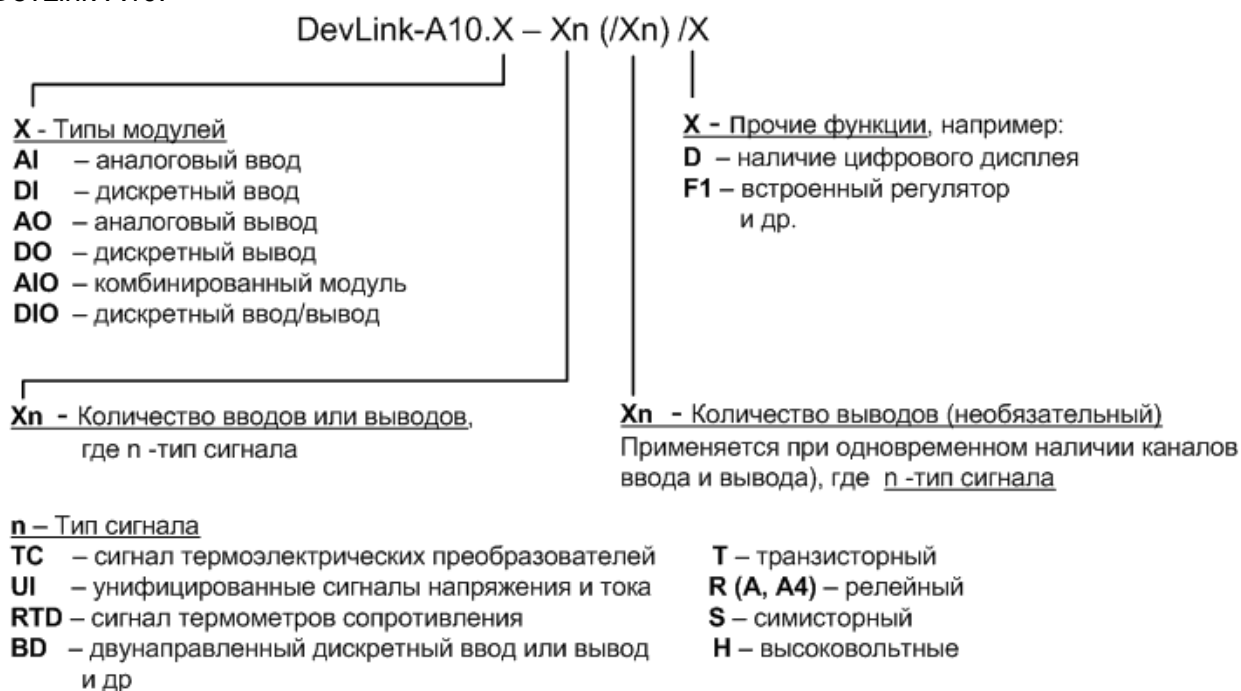 DevLink-A10.X – Xn (/Xn) /X
X - Типы модулей
AI – аналоговый ввод
DI – дискретный ввод
AO – аналоговый вывод
DO – дискретный вывод
AIO – комбинированный модуль
DIO – дискретный ввод/вывод
X - Прочие функции, например:
D – наличие цифрового дисплея
F1 – встроенный регулятор
и др.
Xn - Количество вводов или выводов,
где n -тип сигнала
Xn - Количество выводов (необязательный)
Применяется при одновременном наличии каналов
ввода и вывода), где n -тип сигнала
n – Тип сигнала
TC – сигнал термоэлектрических преобразователей
UI – унифицированные сигналы напряжения и тока
RTD – сигнал термометров сопротивления
BD – двунаправленный дискретный ввод или вывод
и др
T – транзисторный
R (A, A4) – релейный
S – симисторный
H – высоковольтные